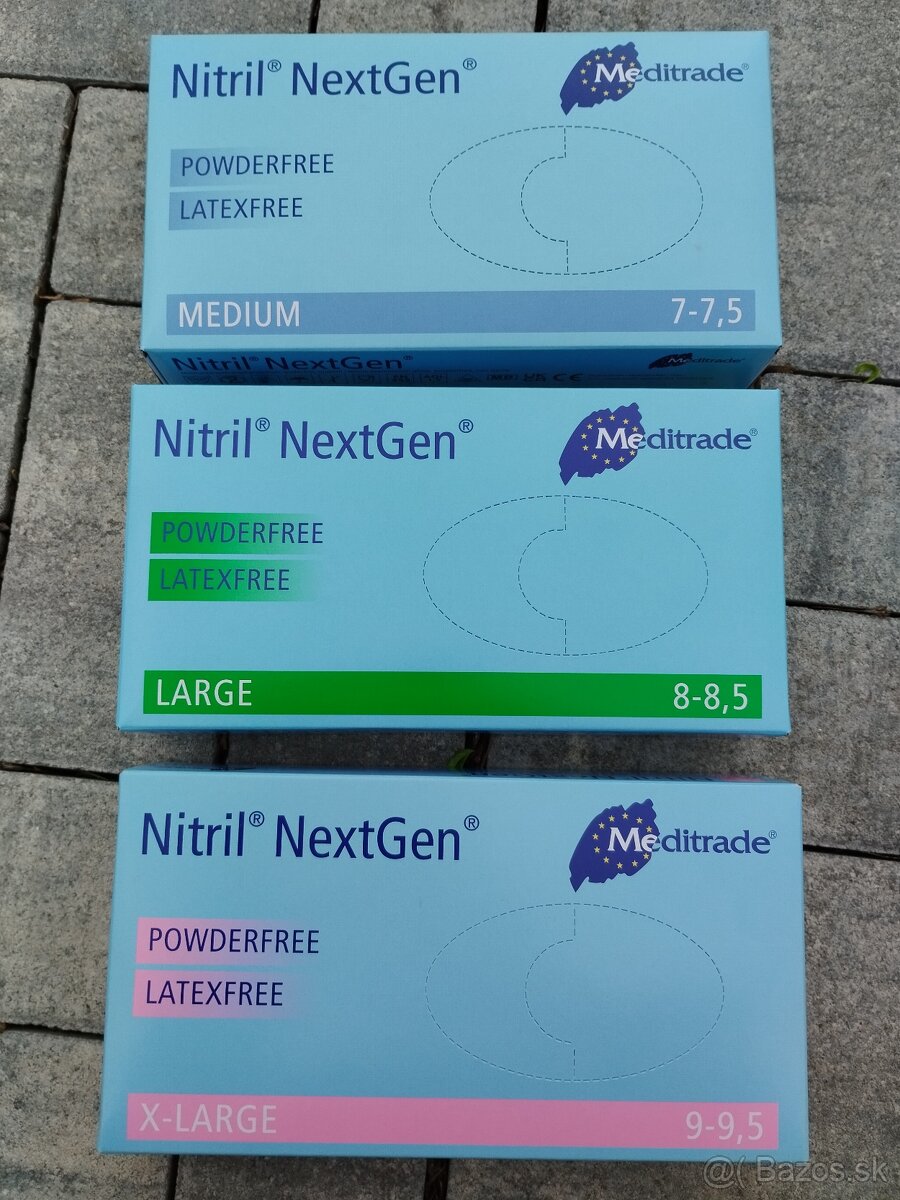 Nitril® NextGen®
Meditrade®
POWDERFREE
LATEXFREE
MEDIUM 7-7,5
Nitril® NextGen®
Meditrade®
Nitril® NextGen®
Meditrade®
POWDERFREE
LATEXFREE
LARGE 8-8,5
Nitril® NextGen®
Meditrade®
POWDERFREE
LATEXFREE
X-LARGE 9-9,5
@( Bazos.sk